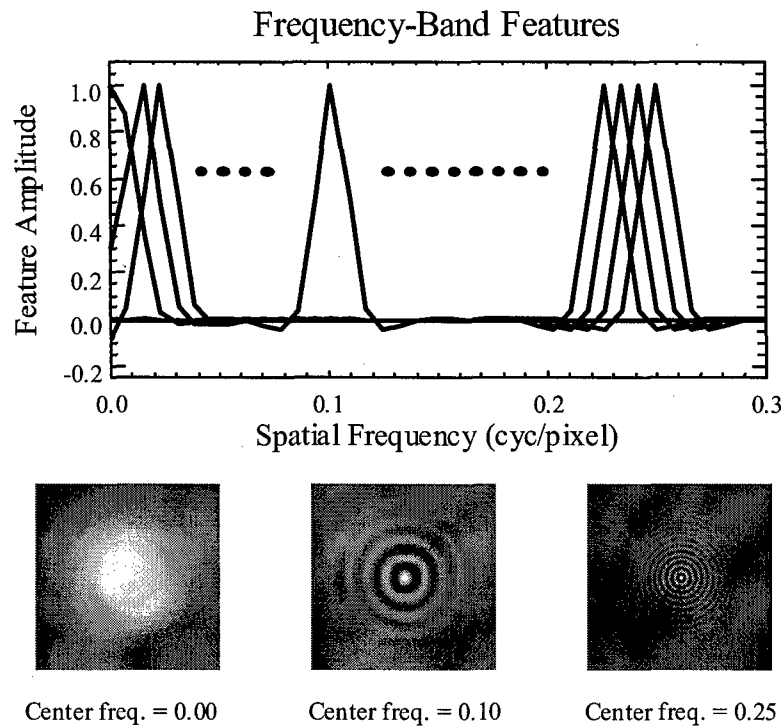 Frequency-Band Features
Feature Amplitude
1.0
0.8
0.6
0.4
0.2
0.0
-0.2
0.0 0.1 0.2 0.3
Spatial Frequency (cyc/pixel)
Center freq. = 0.00 Center freq. = 0.10 Center freq. = 0.25